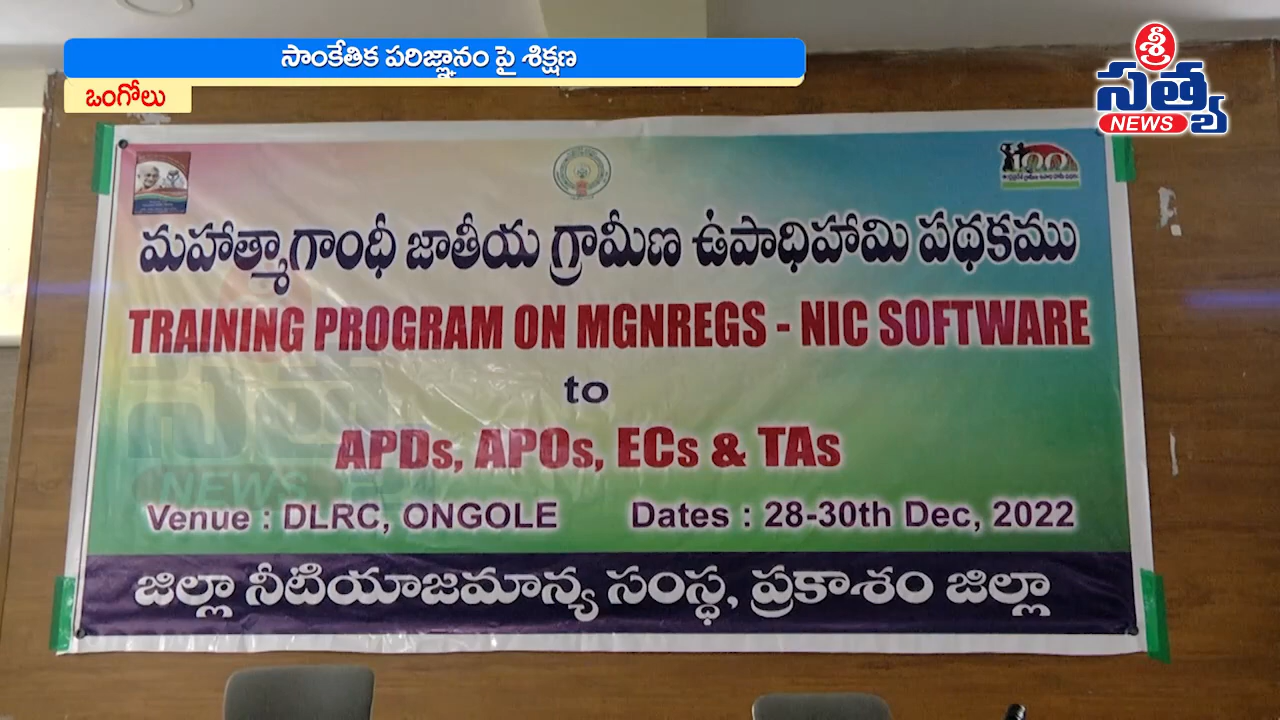 సాంకేతిక పరిజ్ఞానం పై శిక్షణ
ఒంగోలు
శ్రీ
సత్య
NEWS
మహాత్మాగాంధీ జాతీయ గ్రామీణ ఉపాధిహామి పథకము
TRAINING PROGRAM ON MGNREGS - NIC SOFTWARE
to
APDs, APOs, ECs & TAs
Venue : DLRC, ONGOLE Dates : 28-30th Dec, 2022
జిల్లా నీటియాజమాన్య సంస్థ, ప్రకాశం జిల్లా